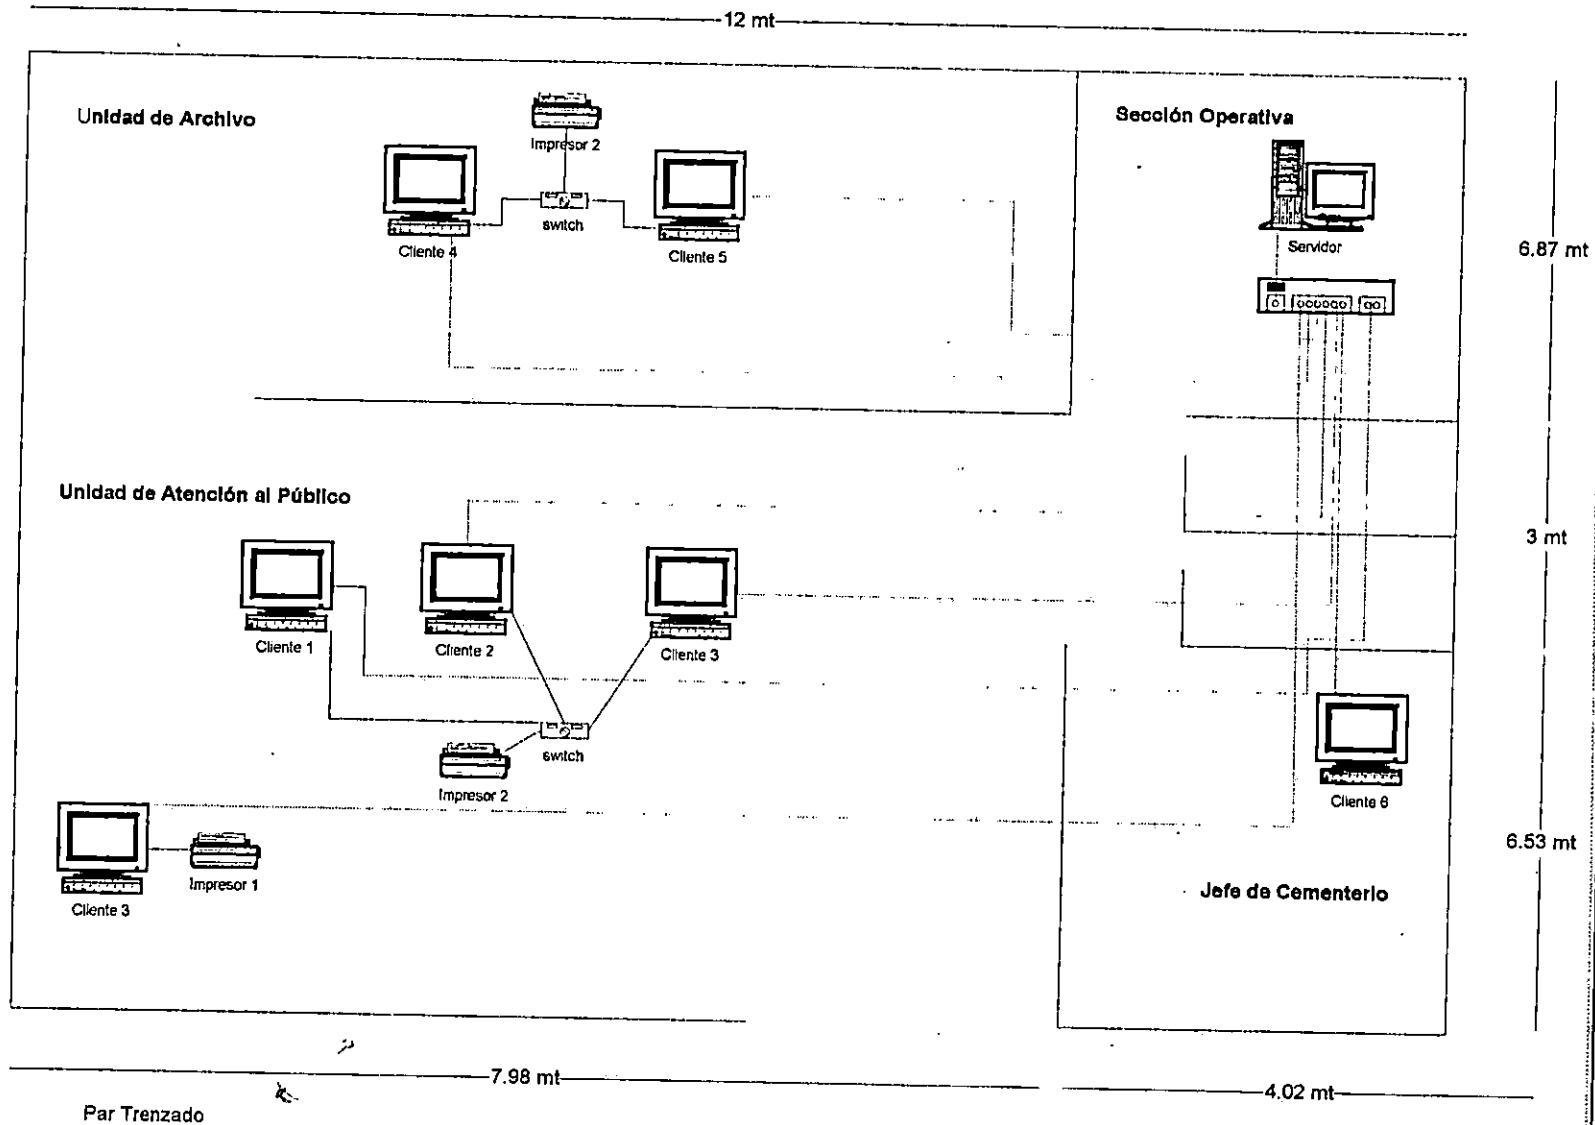 12 mt
Unidad de Archivo
Impresor 2
switch
Cliente 4
Cliente 5
Sección Operativa
Servidor
6.87 mt
Unidad de Atención al Público
Cliente 1
Cliente 2
Cliente 3
switch
Impresor 2
3 mt
Cliente 6
Cliente 3
Impresor 1
6.53 mt
Jefe de Cementerio
7.98 mt
4.02 mt
Par Trenzado